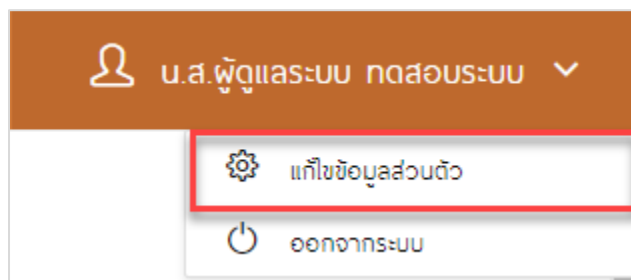 น.ส.ผู้ดูแลระบบ ทดสอบระบบ
แก้ไขข้อมูลส่วนตัว
ออกจากระบบ